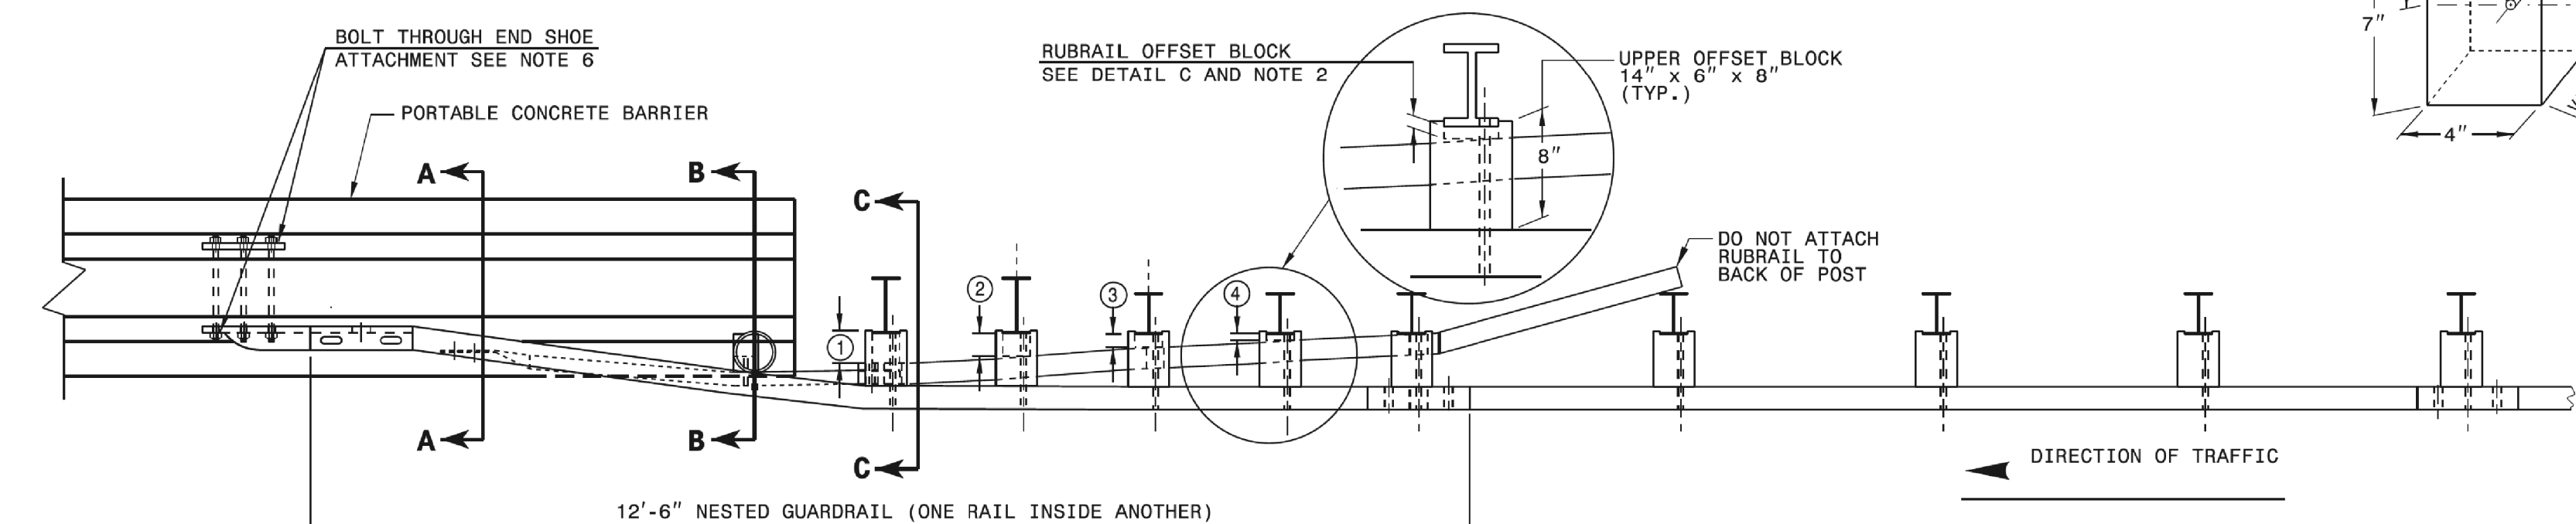 BOLT THROUGH END SHOE
ATTACHMENT SEE NOTE 6
PORTABLE CONCRETE BARRIER
RUBRAIL OFFSET BLOCK
SEE DETAIL C AND NOTE 2
UPPER OFFSET BLOCK
14" x 6" x 8"
(TYP.)
8"
7"
4"
DO NOT ATTACH
RUBRAIL TO
BACK OF POST
A
B
C
1
2
3
4
A
B
C
DIRECTION OF TRAFFIC
12'-6" NESTED GUARDRAIL (ONE RAIL INSIDE ANOTHER)